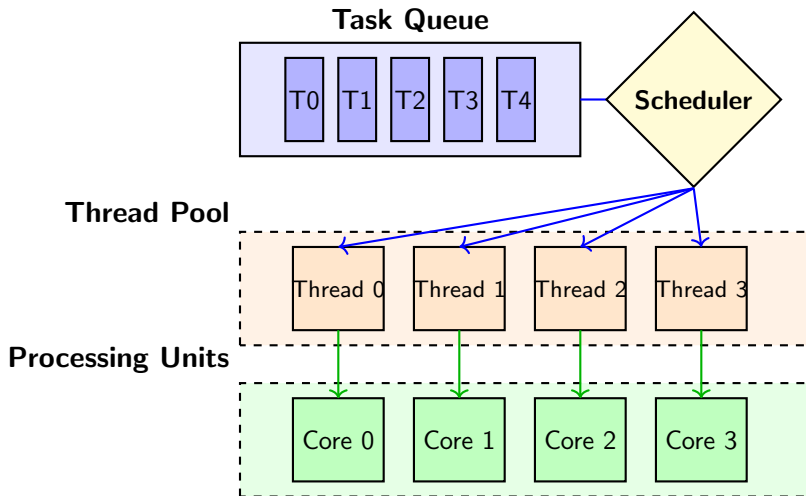 Task Queue
T0 T1 T2 T3 T4
Scheduler
Thread Pool
Thread 0 Thread 1 Thread 2 Thread 3
Processing Units
Core 0 Core 1 Core 2 Core 3